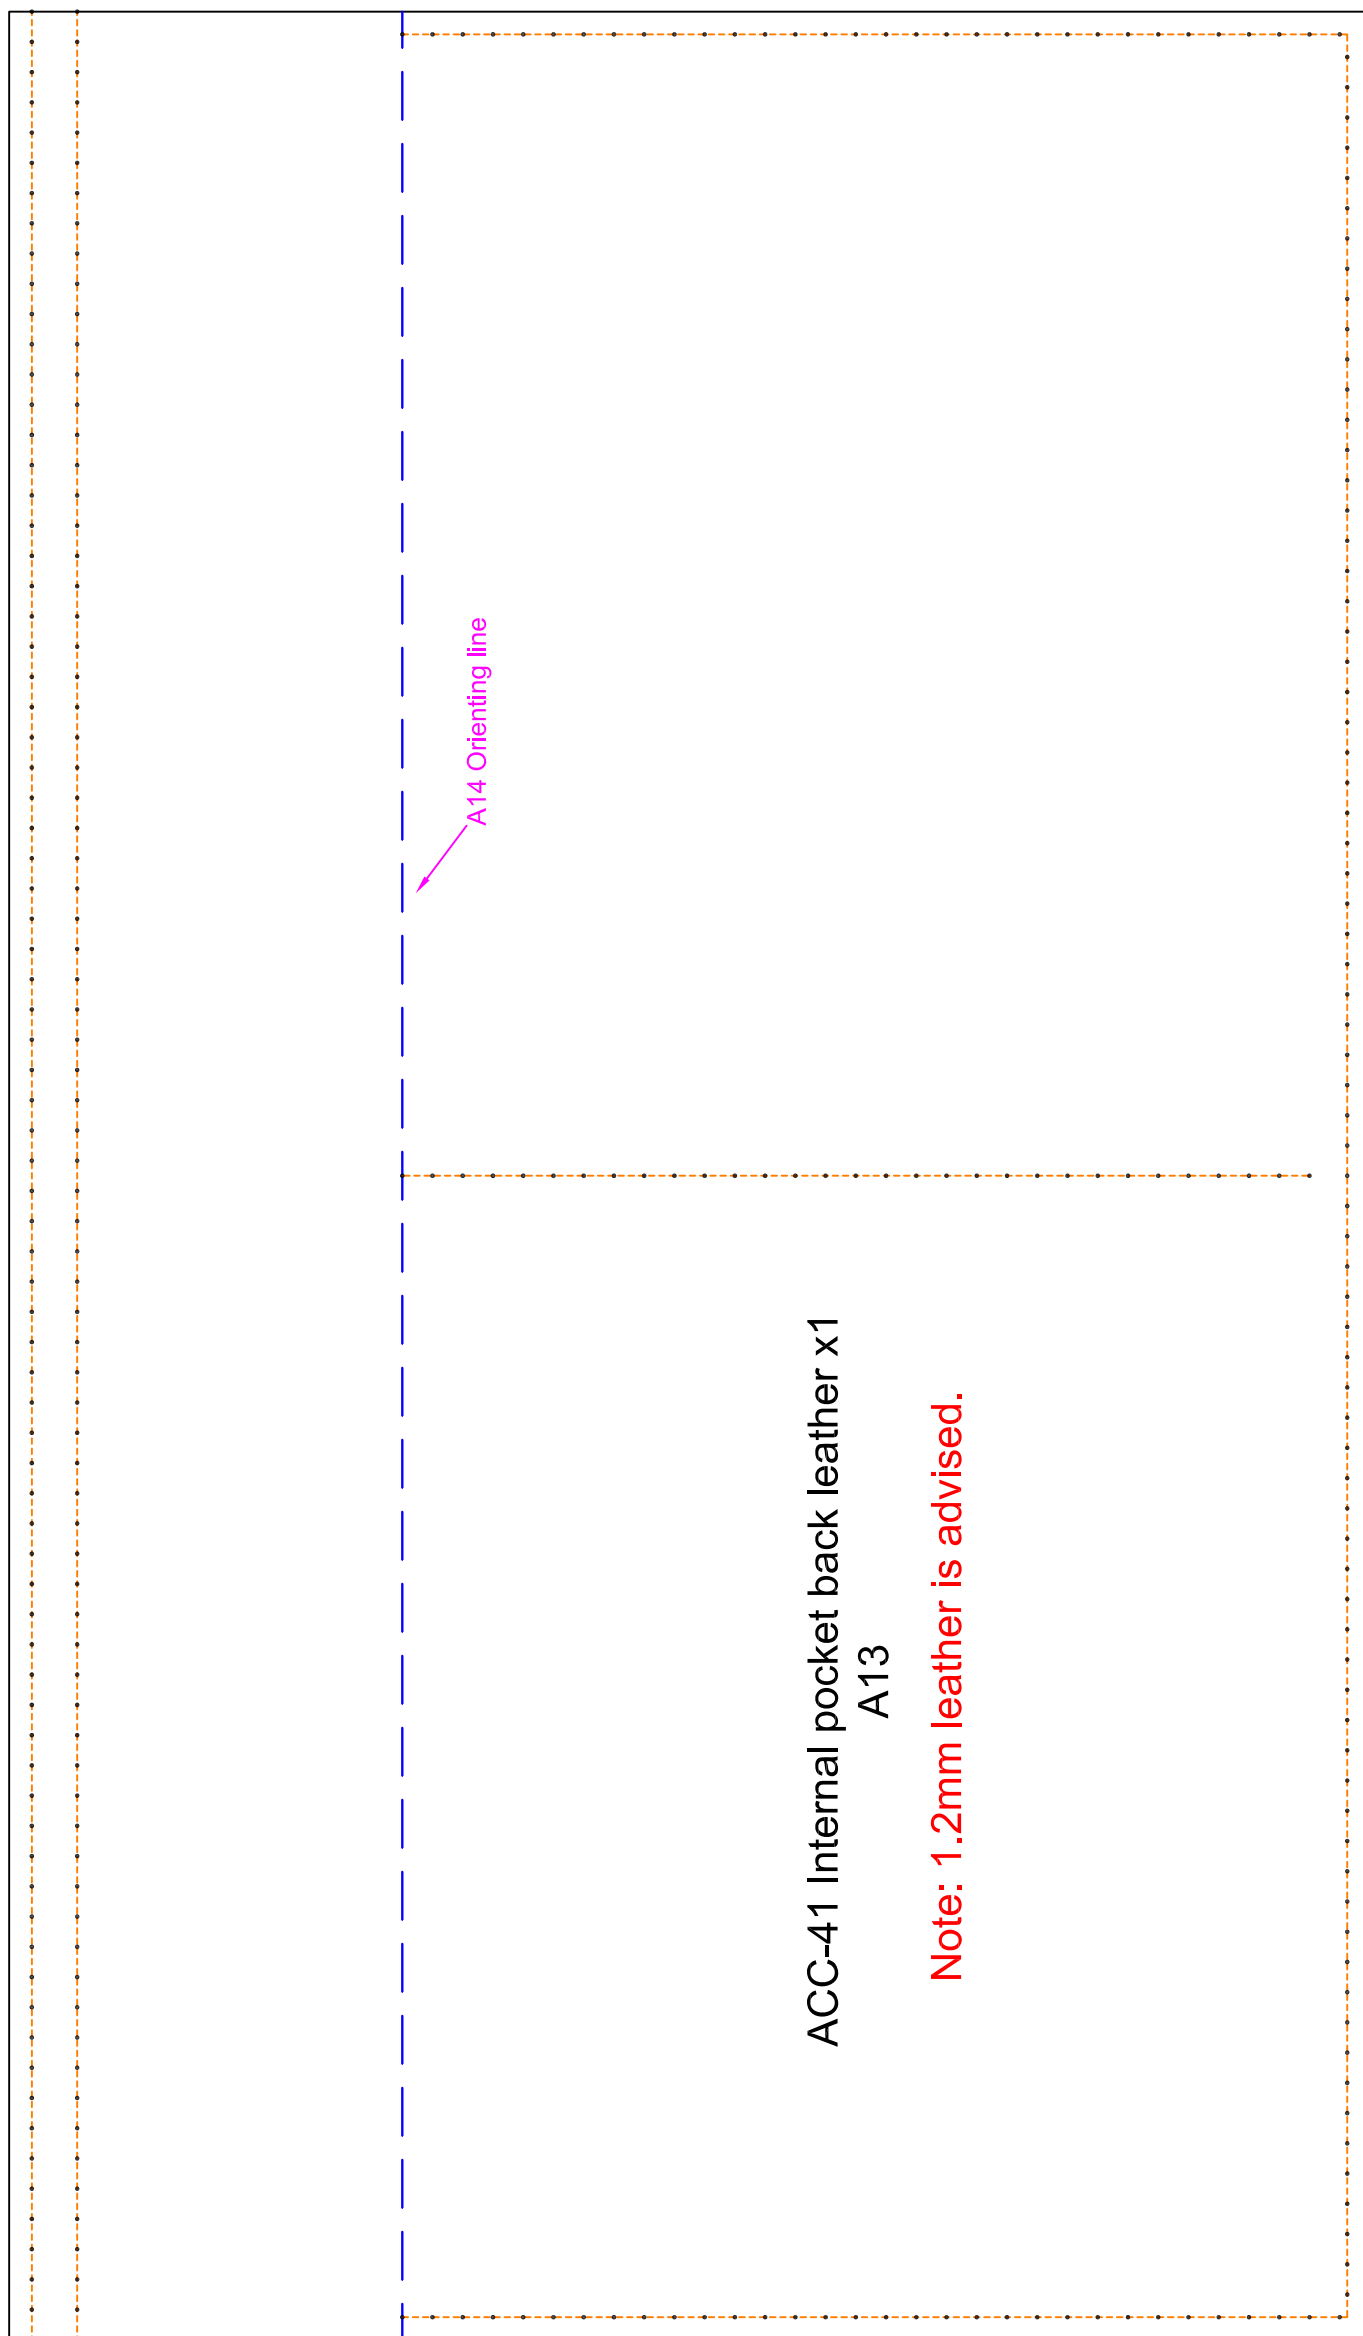 A14 Orienting line
ACC-41 Internal pocket back leather x1
A13
Note: 1.2mm leather is advised.